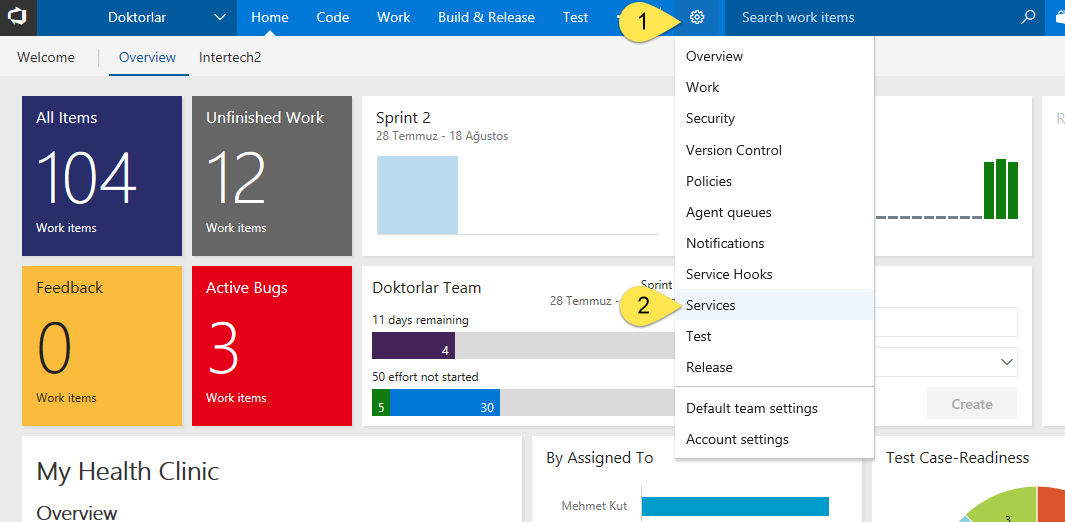 Doktorlar
Home
Code
Work
Build & Release
Test
1
Search work items
Welcome
Overview
Intertech2
Overview
Work
Security
Version Control
Policies
Agent queues
Notifications
Service Hooks
2
Services
Test
Release
Default team settings
Account settings
All Items
104
Work items
Unfinished Work
12
Work items
Sprint 2
28 Temmuz - 18 Ağustos
R
Feedback
0
Work items
Active Bugs
3
Work items
Doktorlar Team
Sprint
28 Temmuz -
11 days remaining
4
50 effort not started
5
30
Create
My Health Clinic
Overview
By Assigned To
Mehmet Kut
Test Case-Readiness
3